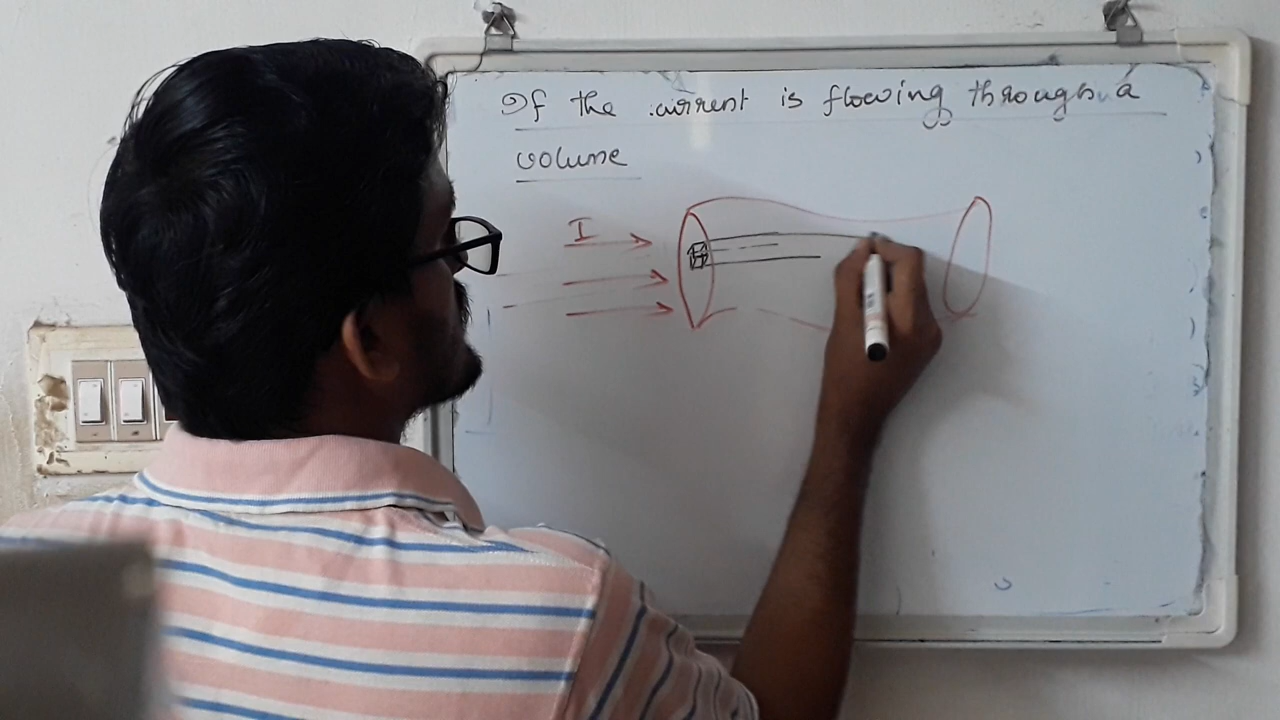 If the current is flowing through a
volume
I